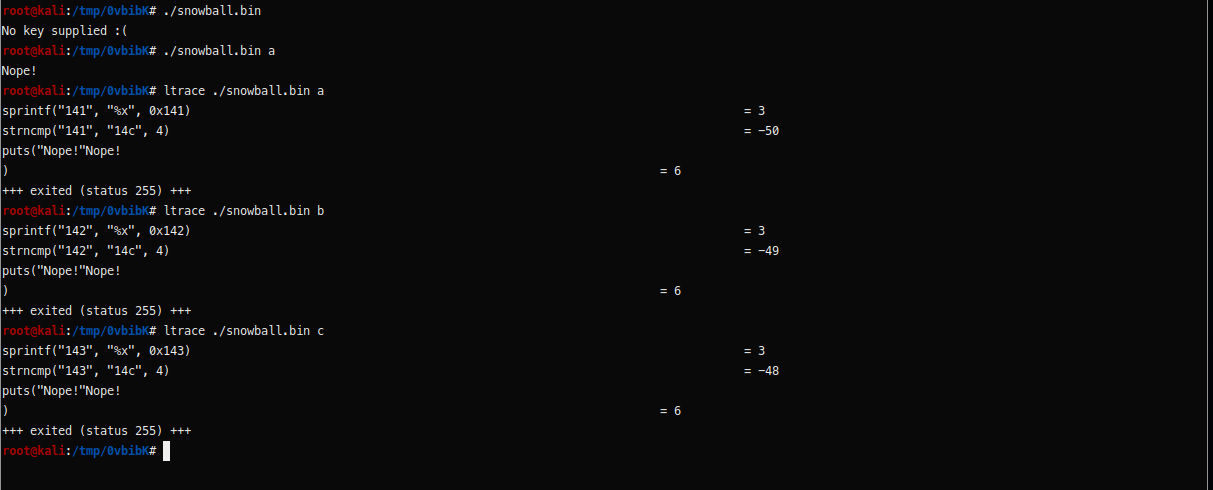 root@kali:/tmp/0vbibK# ./snowball.bin
No key supplied :(
root@kali:/tmp/0vbibK# ./snowball.bin a
Nope!
root@kali:/tmp/0vbibK# ltrace ./snowball.bin a
sprintf("141", "%x", 0x141) = 3
strncmp("141", "14c", 4) = -50
puts("Nope!"Nope!
) = 6
+++ exited (status 255) +++
root@kali:/tmp/0vbibK# ltrace ./snowball.bin b
sprintf("142", "%x", 0x142) = 3
strncmp("142", "14c", 4) = -49
puts("Nope!"Nope!
) = 6
+++ exited (status 255) +++
root@kali:/tmp/0vbibK# ltrace ./snowball.bin c
sprintf("143", "%x", 0x143) = 3
strncmp("143", "14c", 4) = -48
puts("Nope!"Nope!
) = 6
+++ exited (status 255) +++
root@kali:/tmp/0vbibK#